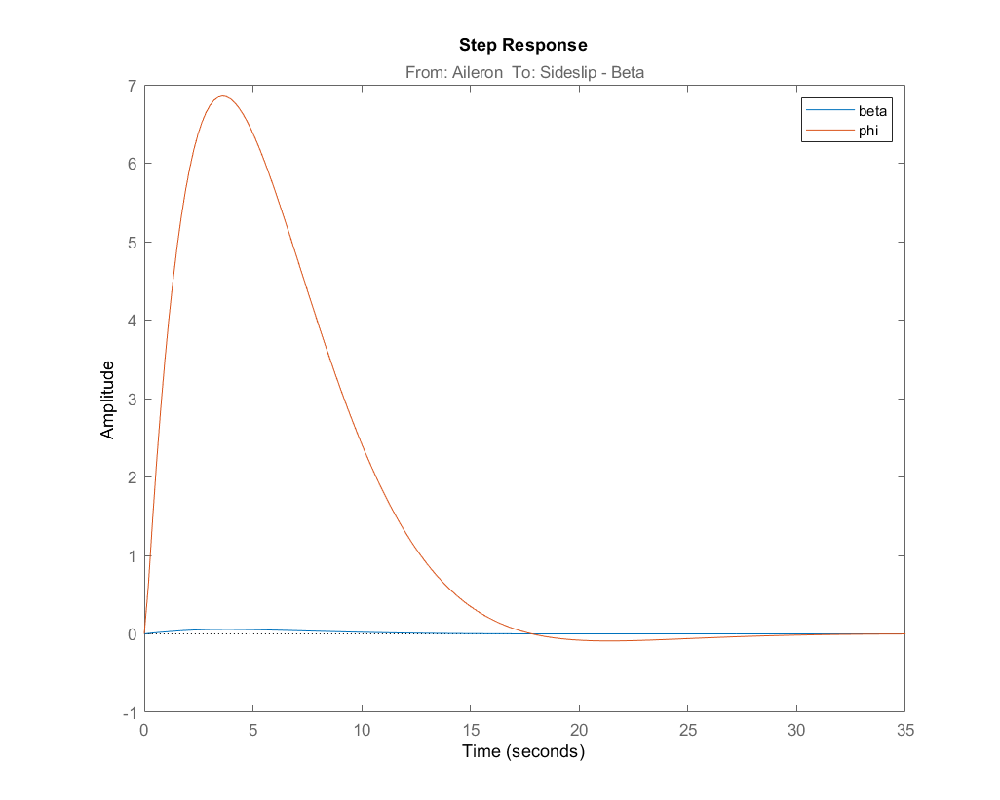 Step Response
From: Aileron  To: Sideslip - Beta
beta
phi
7
6
5
4
3
2
1
0
-1
Amplitude
0 5 10 15 20 25 30 35
Time (seconds)